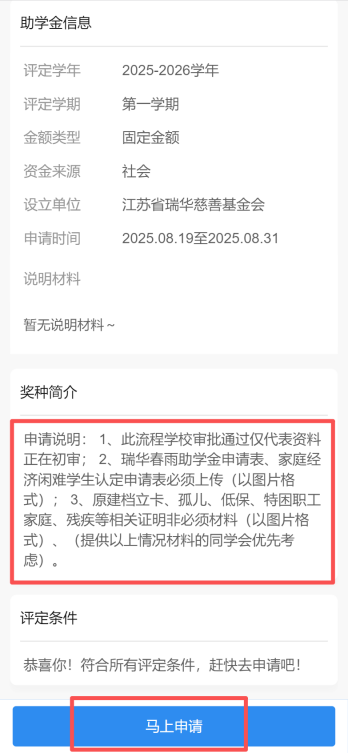 助学金信息
评定学年 2025-2026学年
评定学期 第一学期
金额类型 固定金额
资金来源 社会
设立单位 江苏省瑞华慈善基金会
申请时间 2025.08.19至2025.08.31
说明材料
暂无说明材料～
奖种简介
申请说明： 1、此流程学校审批通过仅代表资料
正在初审； 2、瑞华春雨助学金申请表、家庭经
济闲难学生认定申请表必须上传（以图片格
式）； 3、原建档立卡、孤儿、低保、特困职工
家庭、残疾等相关证明非必须材料（以图片格
式）、（提供以上情况材料的同学会优先考
虑）。
评定条件
恭喜你！符合所有评定条件，赶快去申请吧！
马上申请